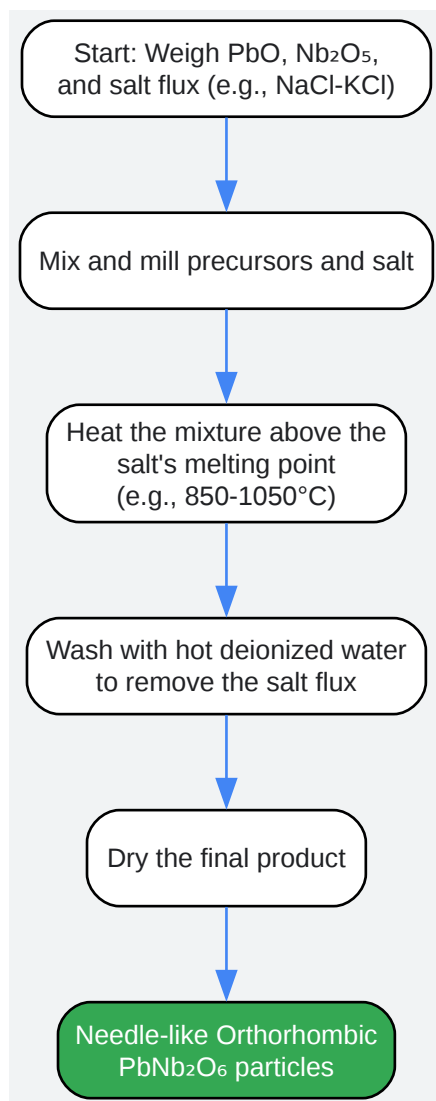 Start: Weigh PbO, Nb₂O₅,
and salt flux (e.g., NaCl-KCl)
Mix and mill precursors and salt
Heat the mixture above the
salt's melting point
(e.g., 850-1050°C)
Wash with hot deionized water
to remove the salt flux
Dry the final product
Needle-like Orthorhombic
PbNb₂O₆ particles